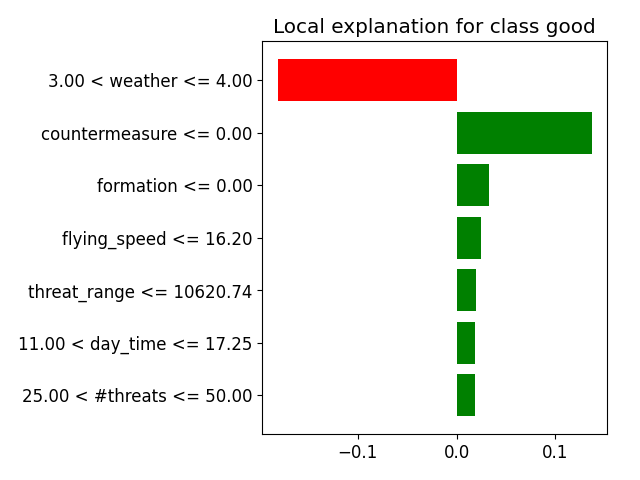 Local explanation for class good
3.00 < weather <= 4.00
countermeasure <= 0.00
formation <= 0.00
flying_speed <= 16.20
threat_range <= 10620.74
11.00 < day_time <= 17.25
25.00 < #threats <= 50.00
−0.1 0.0 0.1